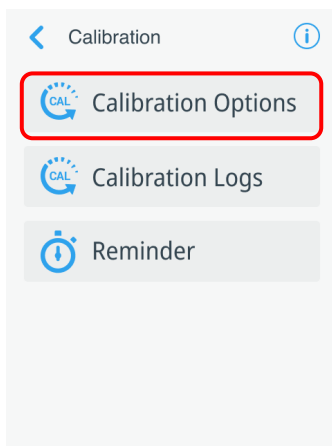 Calibration
i
CAL Calibration Options
CAL Calibration Logs
Reminder